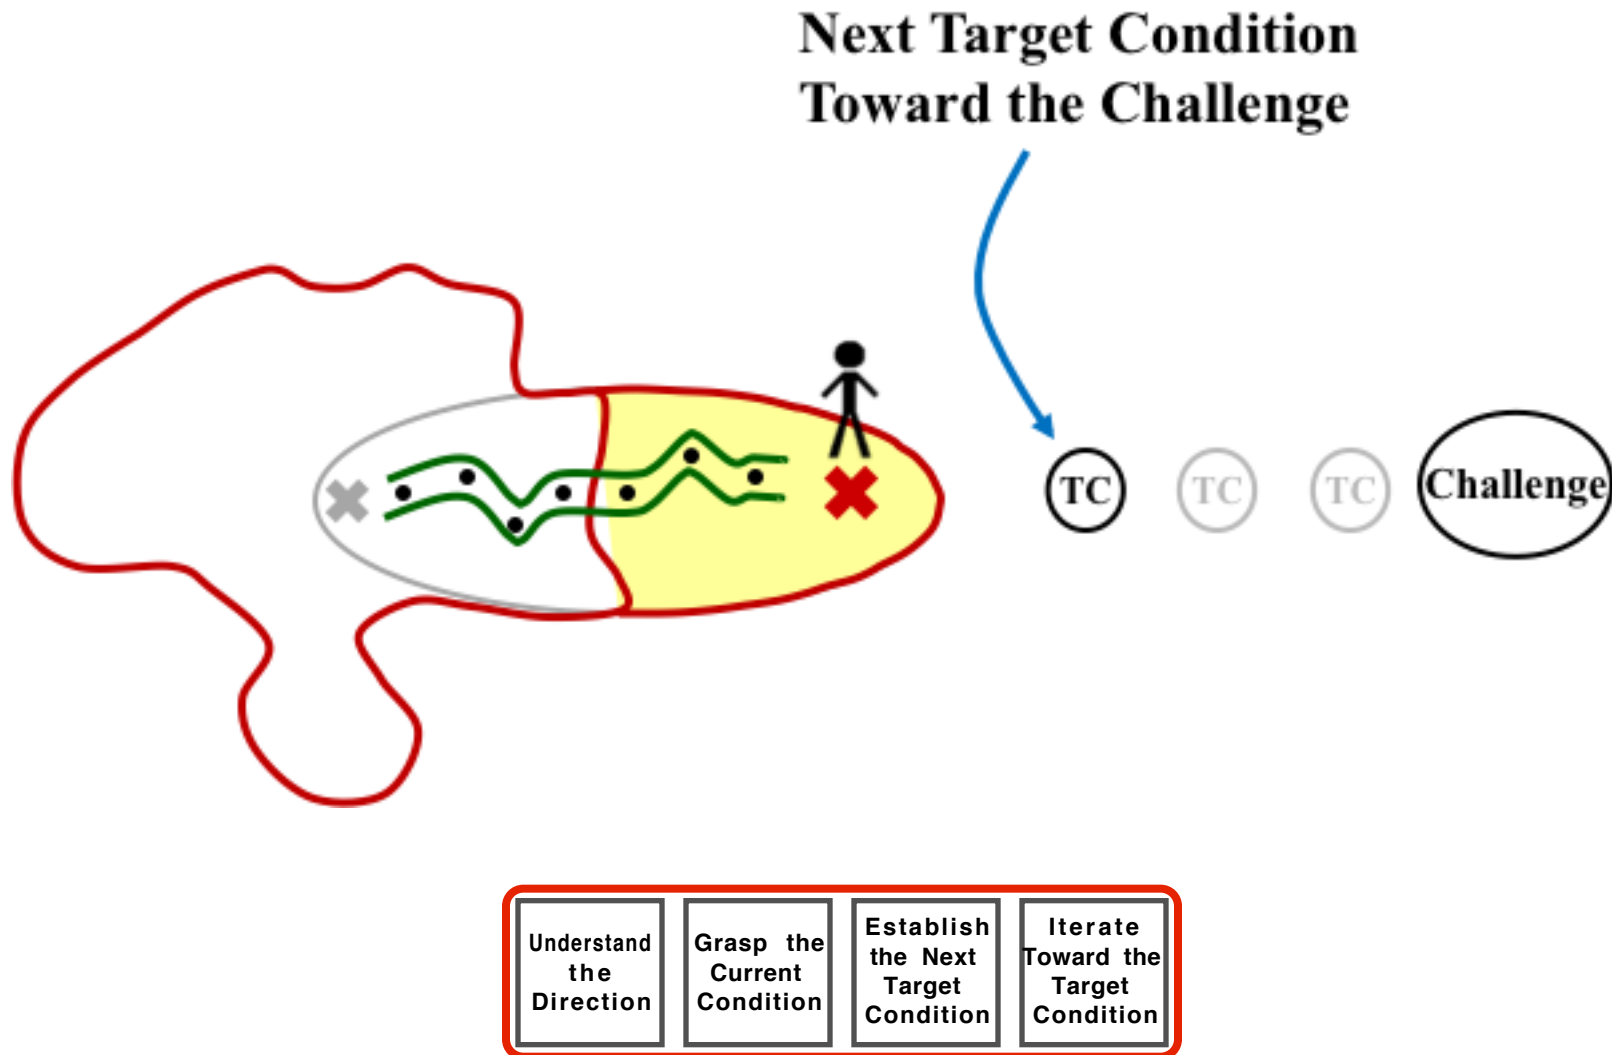 Next Target Condition
Toward the Challenge
TC
TC
TC
Challenge
Understand
the
Direction
Grasp the
Current
Condition
Establish
the Next
Target
Condition
Iterate
Toward the
Target
Condition